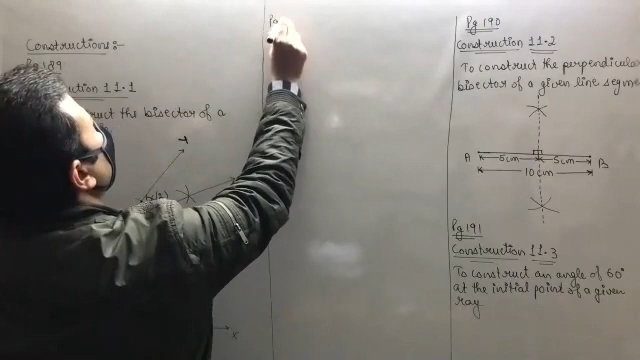 Constructions:-
Pg 189
uction 11.1
uct the bisector of a
x
Pg 190
Construction 11.2
To construct the perpendicular
bisector of a given line segme
A 5cm 5cm B
10cm
Pg 191
Construction 11.3
To construct an angle of 60°
at the initial point of a given
ray